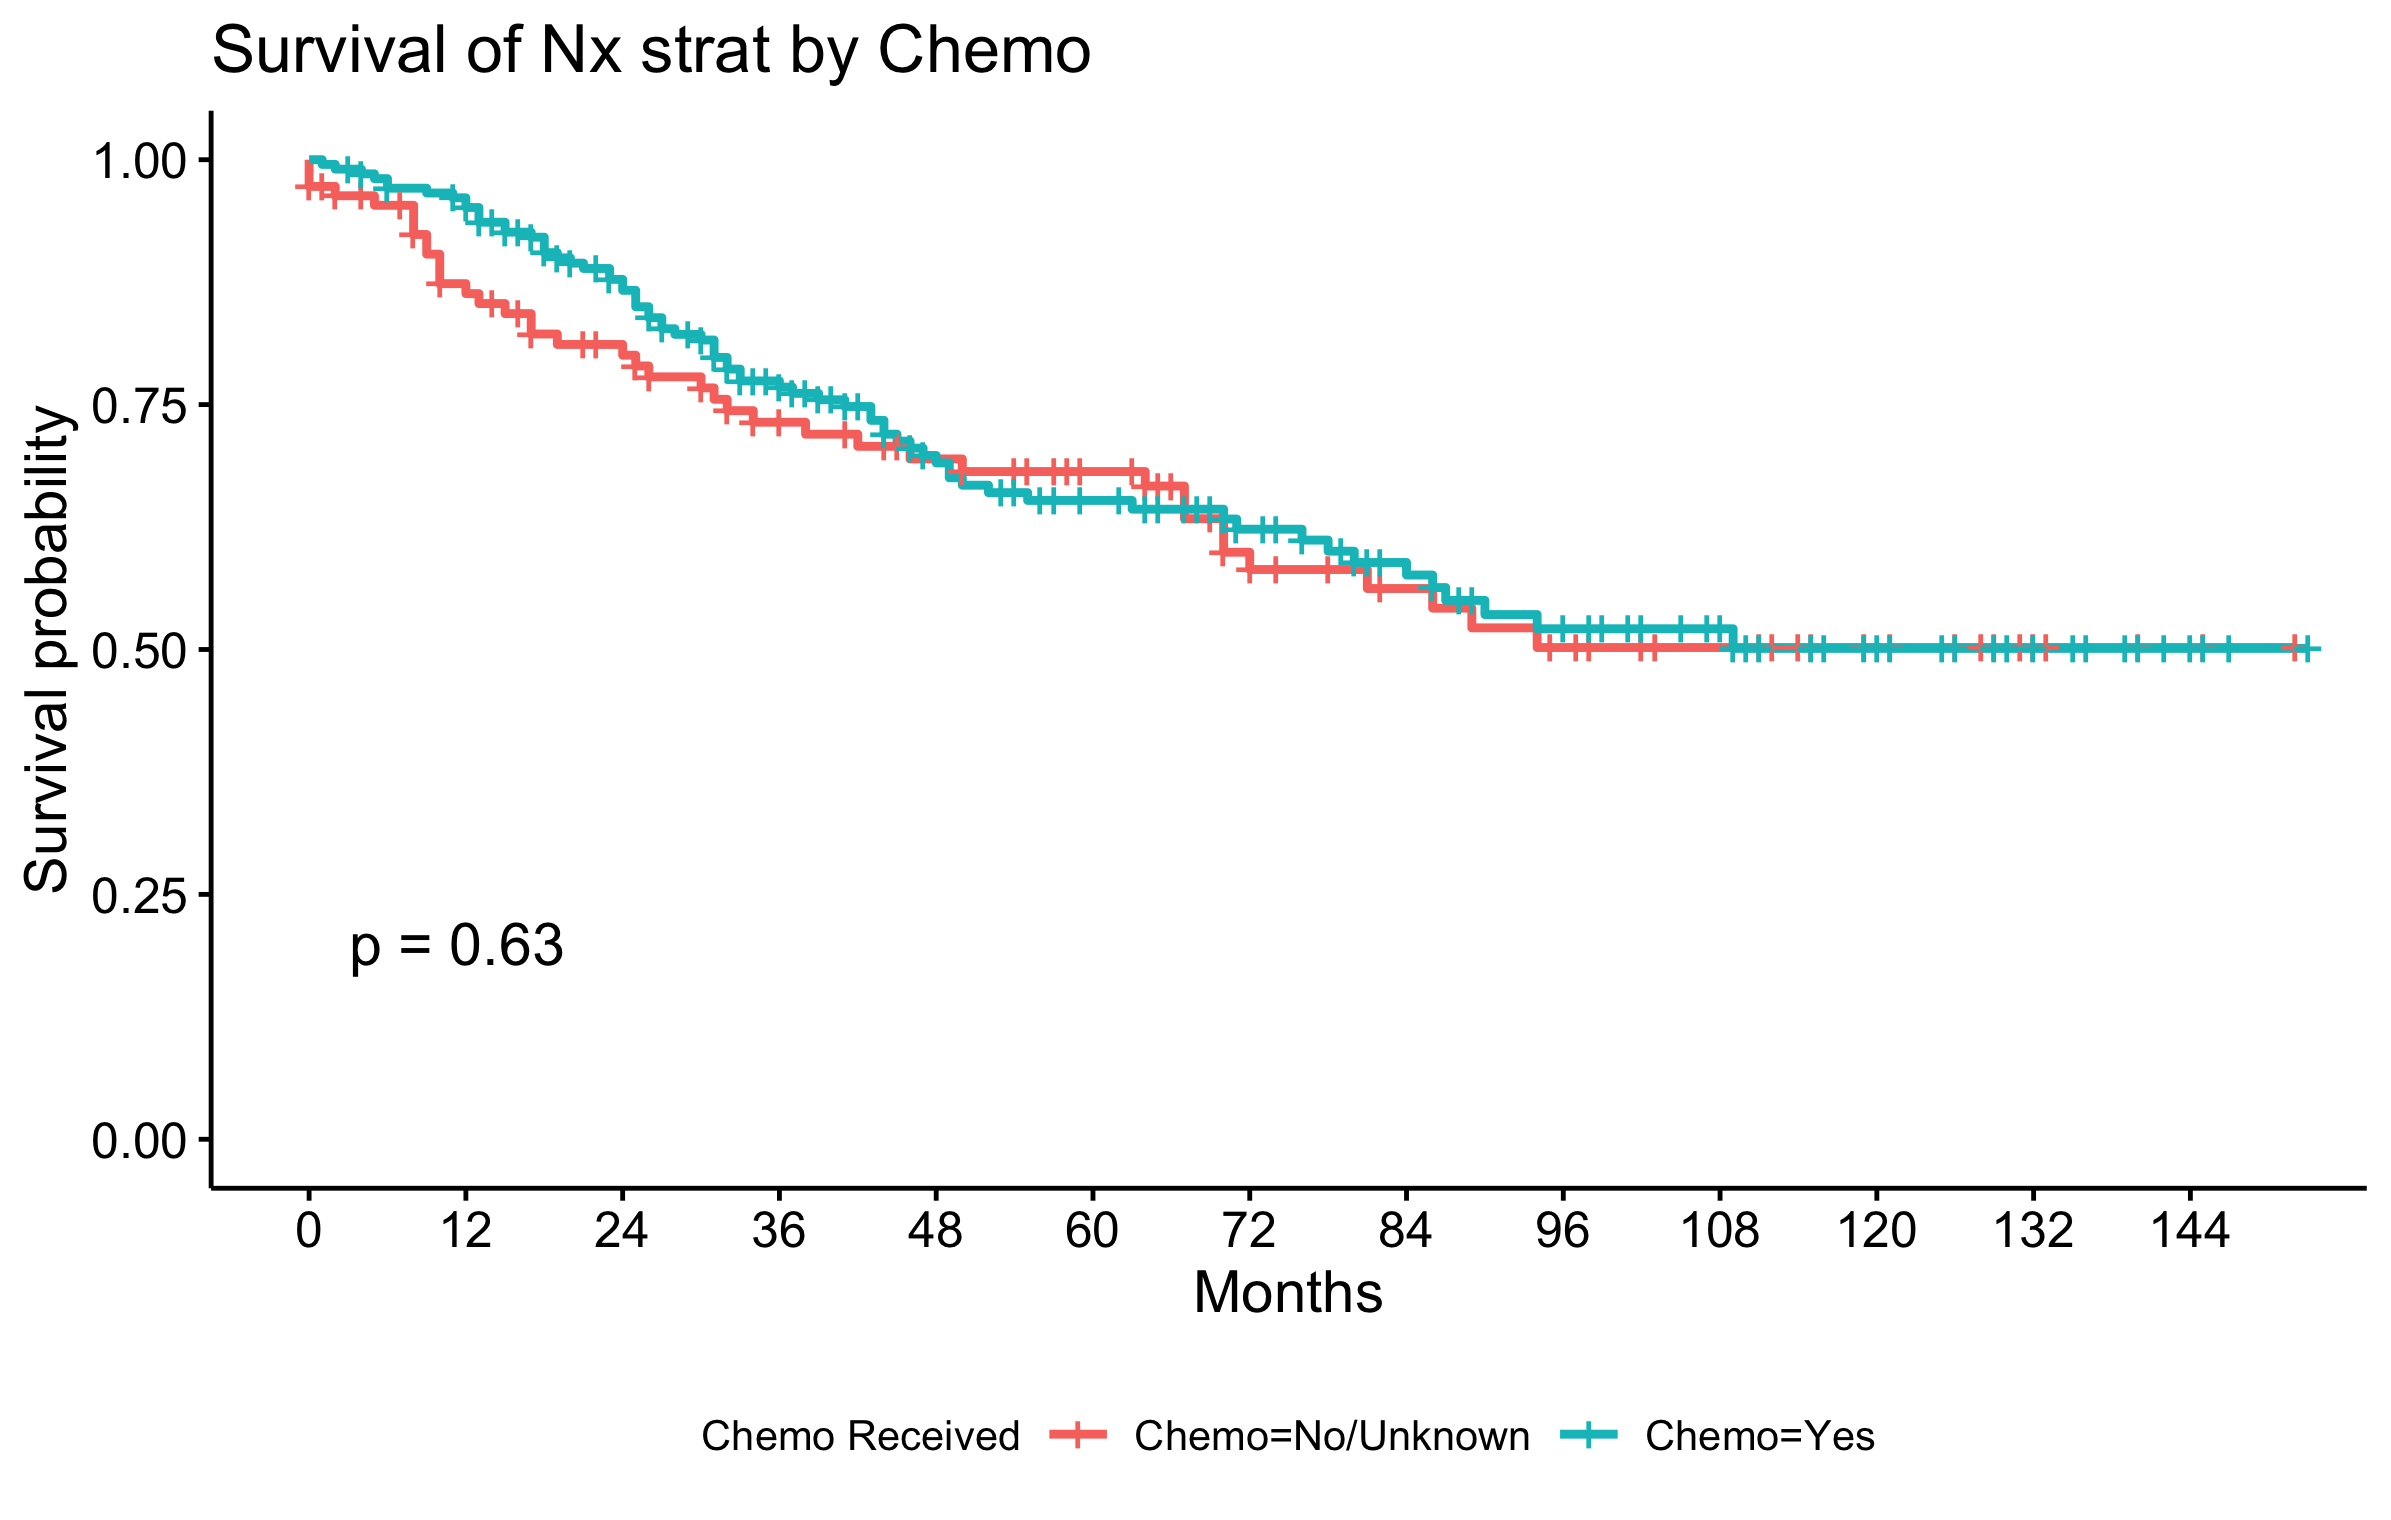 Survival of Nx strat by Chemo
Survival probability
1.00
0.75
0.50
0.25
0.00
p = 0.63
0 12 24 36 48 60 72 84 96 108 120 132 144
Months
Chemo Received Chemo=No/Unknown Chemo=Yes